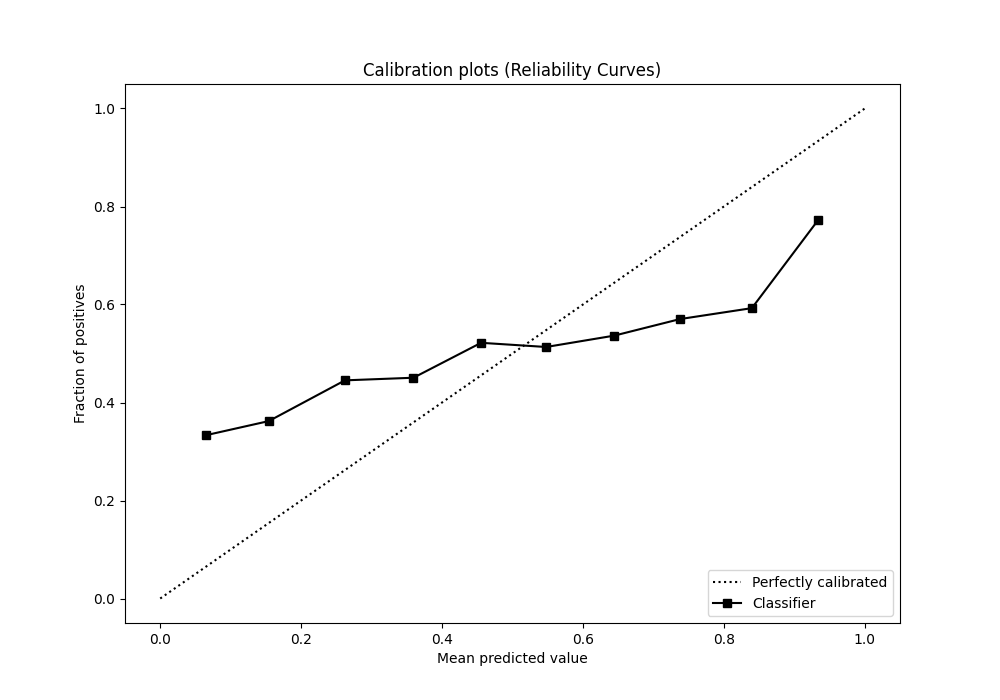 Calibration plots (Reliability Curves)
1.0
0.8
0.6
0.4
0.2
0.0
Fraction of positives
0.0 0.2 0.4 0.6 0.8 1.0
Mean predicted value
Perfectly calibrated
Classifier